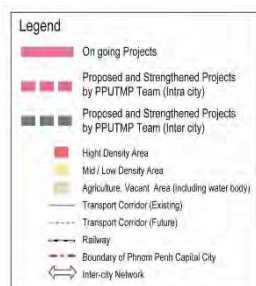 Legend
On going Projects
Proposed and Strengthened Projects
by PPUTMP Team (Intra city)
Proposed and Strengthened Projects
by PPUTMP Team (Inter city)
Hight Density Area
Mid / Low Density Area
Agriculture, Vacant Area (including water body)
Transport Corridor (Existing)
Transport Corridor (Future)
Railway
Boundary of Phnom Penh Capital City
Inter-city Network